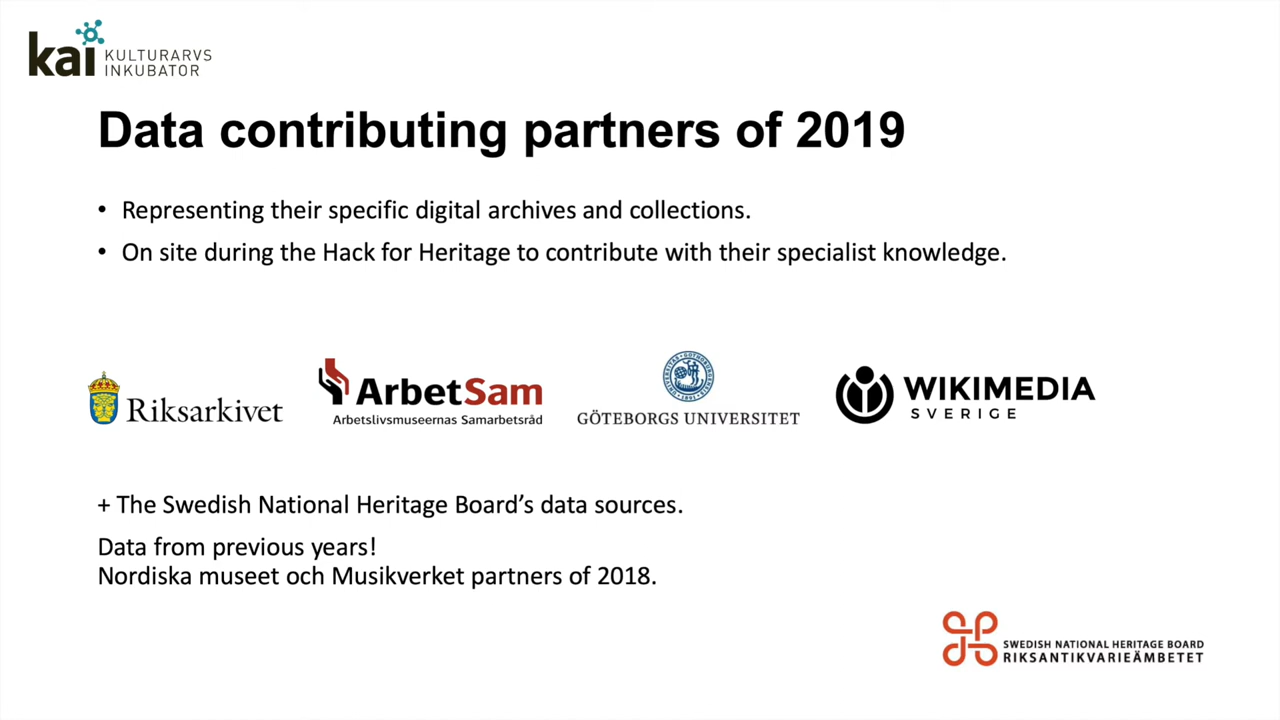 kai KULTURARVS
INKUBATOR
Data contributing partners of 2019
• Representing their specific digital archives and collections.
• On site during the Hack for Heritage to contribute with their specialist knowledge.
Riksarkivet
ArbetSam
Arbetslivsmuseernas Samarbetsråd
GÖTEBORGS UNIVERSITET
WIKIMEDIA
SVERIGE
+ The Swedish National Heritage Board’s data sources.
Data from previous years!
Nordiska museet och Musikverket partners of 2018.
SWEDISH NATIONAL HERITAGE BOARD
RIKSANTIKVARIEÄMBETET